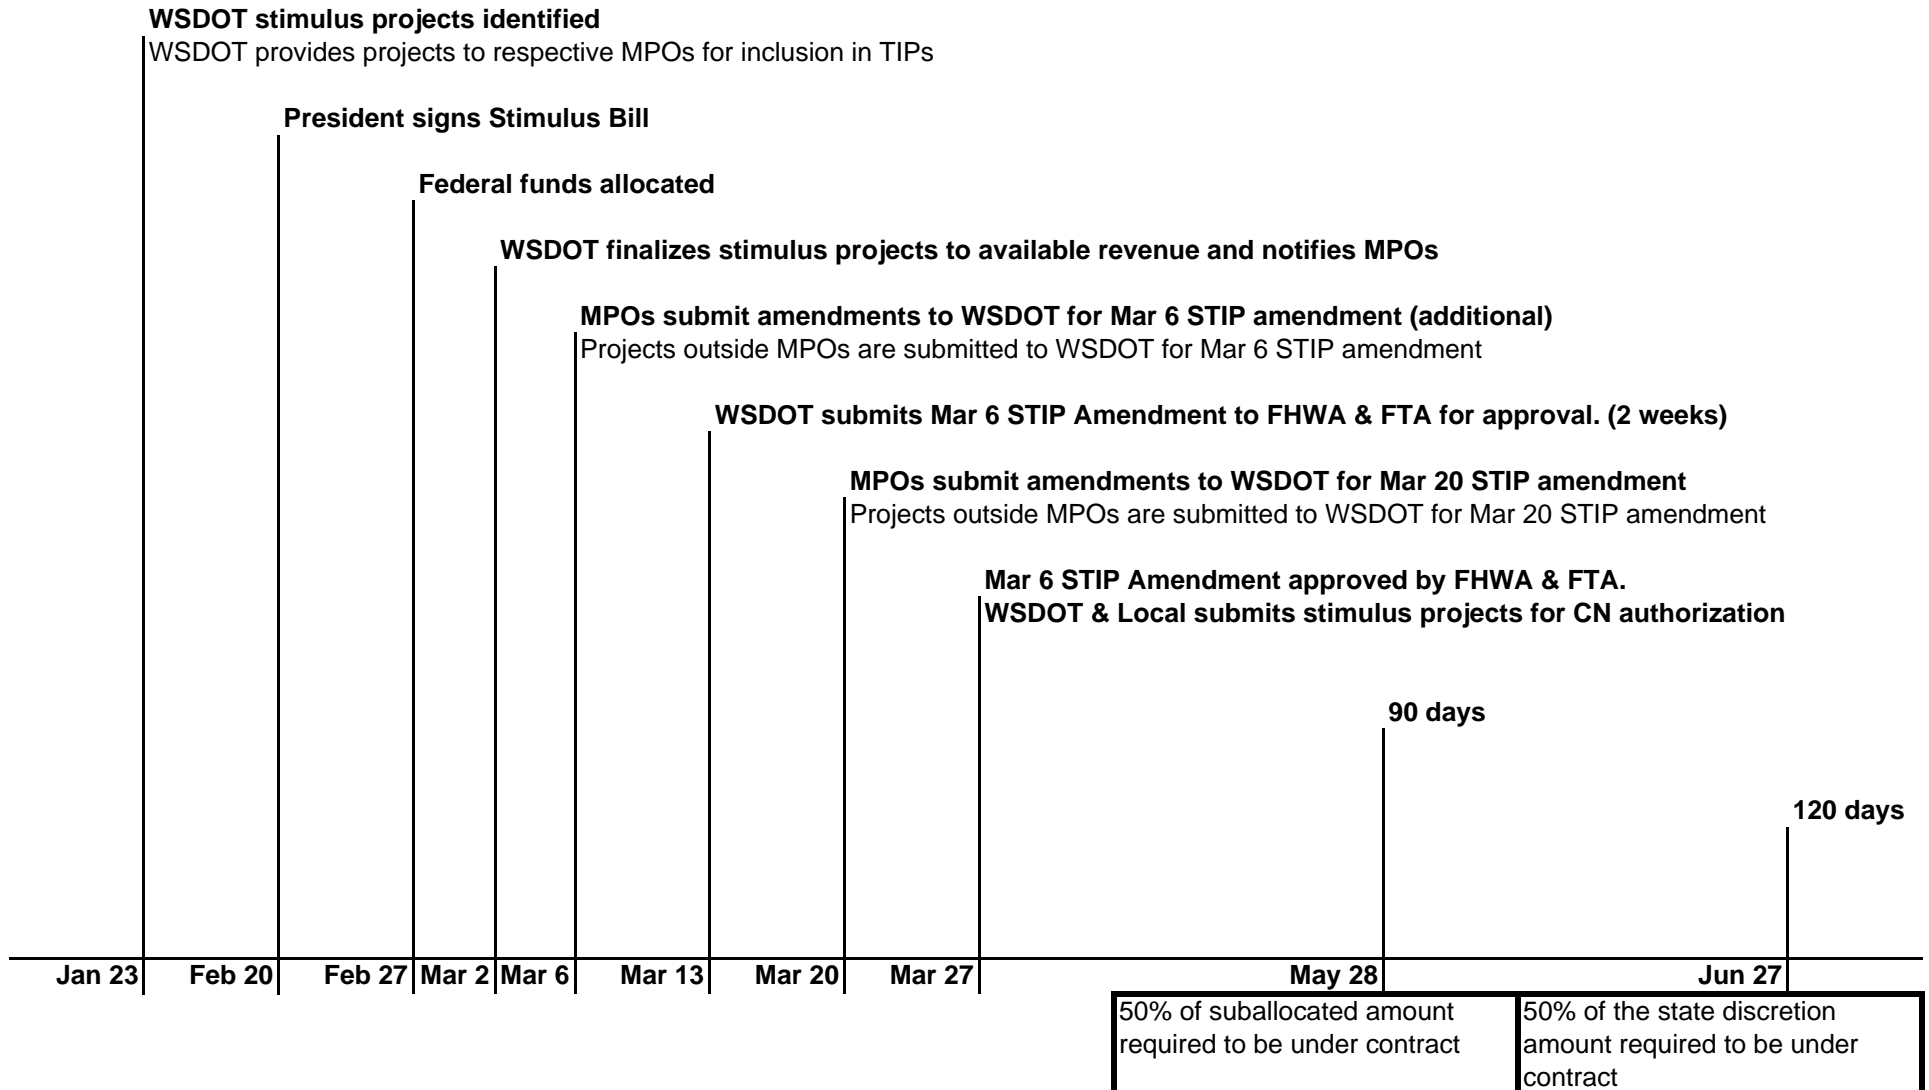 WSDOT stimulus projects identified
WSDOT provides projects to respective MPOs for inclusion in TIPs
President signs Stimulus Bill
Federal funds allocated
WSDOT finalizes stimulus projects to available revenue and notifies MPOs
MPOs submit amendments to WSDOT for Mar 6 STIP amendment (additional)
Projects outside MPOs are submitted to WSDOT for Mar 6 STIP amendment
WSDOT submits Mar 6 STIP Amendment to FHWA & FTA for approval. (2 weeks)
MPOs submit amendments to WSDOT for Mar 20 STIP amendment
Projects outside MPOs are submitted to WSDOT for Mar 20 STIP amendment
Mar 6 STIP Amendment approved by FHWA & FTA.
WSDOT & Local submits stimulus projects for CN authorization
90 days
120 days
Jan 23 Feb 20 Feb 27 Mar 2 Mar 6 Mar 13 Mar 20 Mar 27 May 28 Jun 27
50% of suballocated amount
required to be under contract
50% of the state discretion
amount required to be under
contract